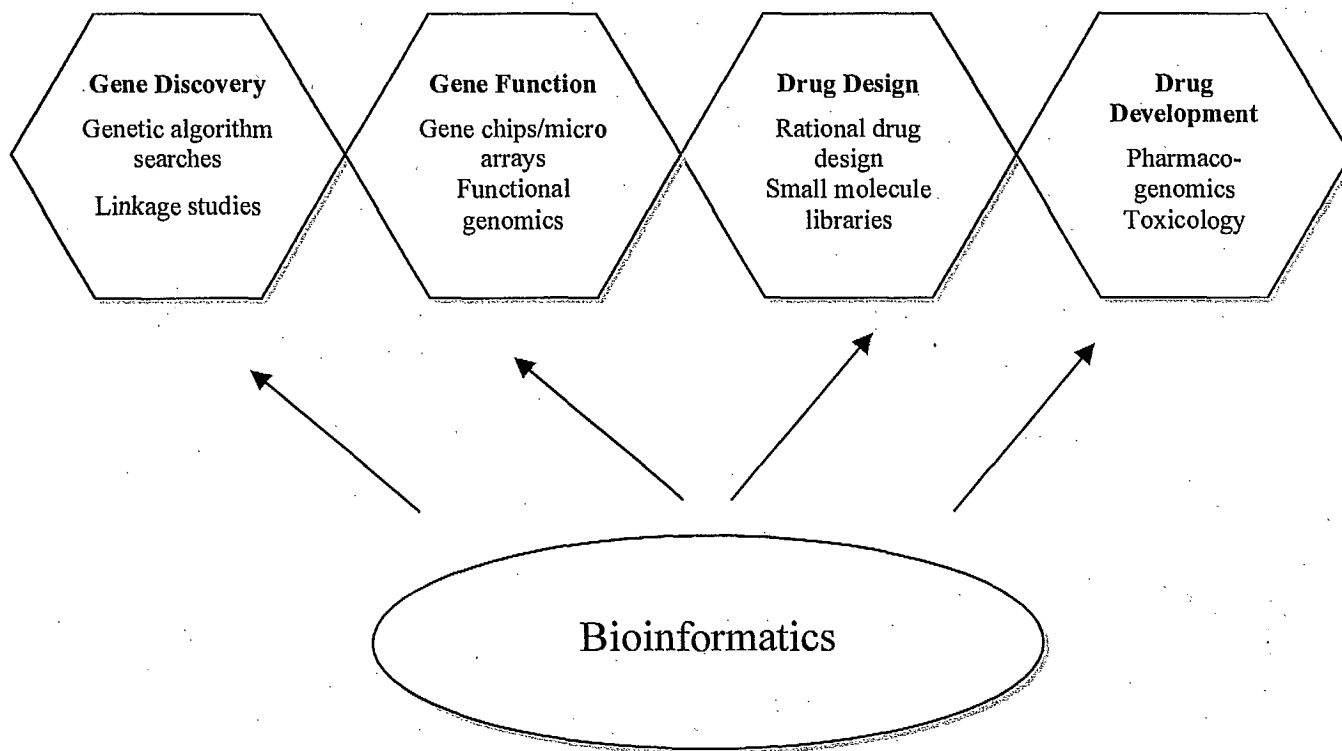 Gene Discovery
Genetic algorithm
searches
Linkage studies
Gene Function
Gene chips/micro
arrays
Functional
genomics
Drug Design
Rational drug
design
Small molecule
libraries
Drug
Development
Pharmaco-
genomics
Toxicology
Bioinformatics